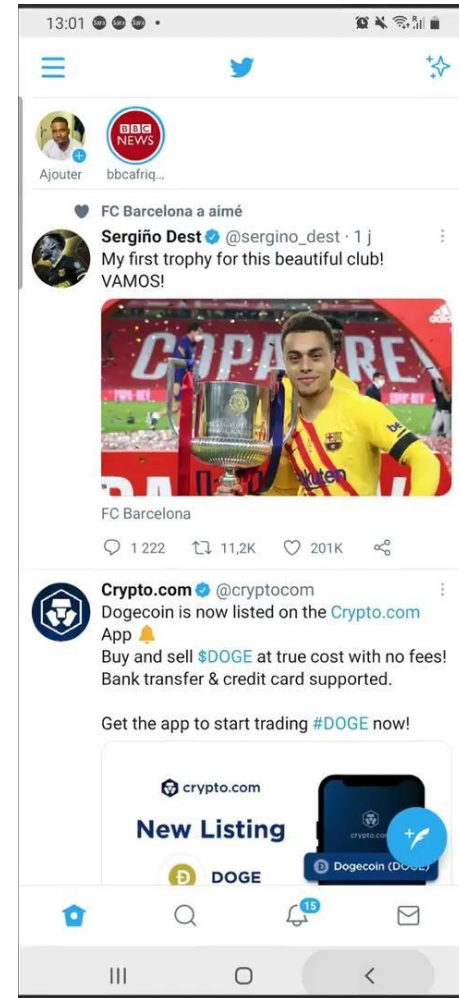 13:01
Ajouter
BBC
NEWS
bbcafriq...
FC Barcelona a aimé
Sergiño Dest @sergino_dest · 1 j
My first trophy for this beautiful club!
VAMOS!
COPA
REY
FC Barcelona
1 222 11,2K 201K
Crypto.com @cryptocom
Dogecoin is now listed on the Crypto.com
App
Buy and sell $DOGE at true cost with no fees!
Bank transfer & credit card supported.
Get the app to start trading #DOGE now!
crypto.com
New Listing
DOGE
Dogecoin (DOGE)
15